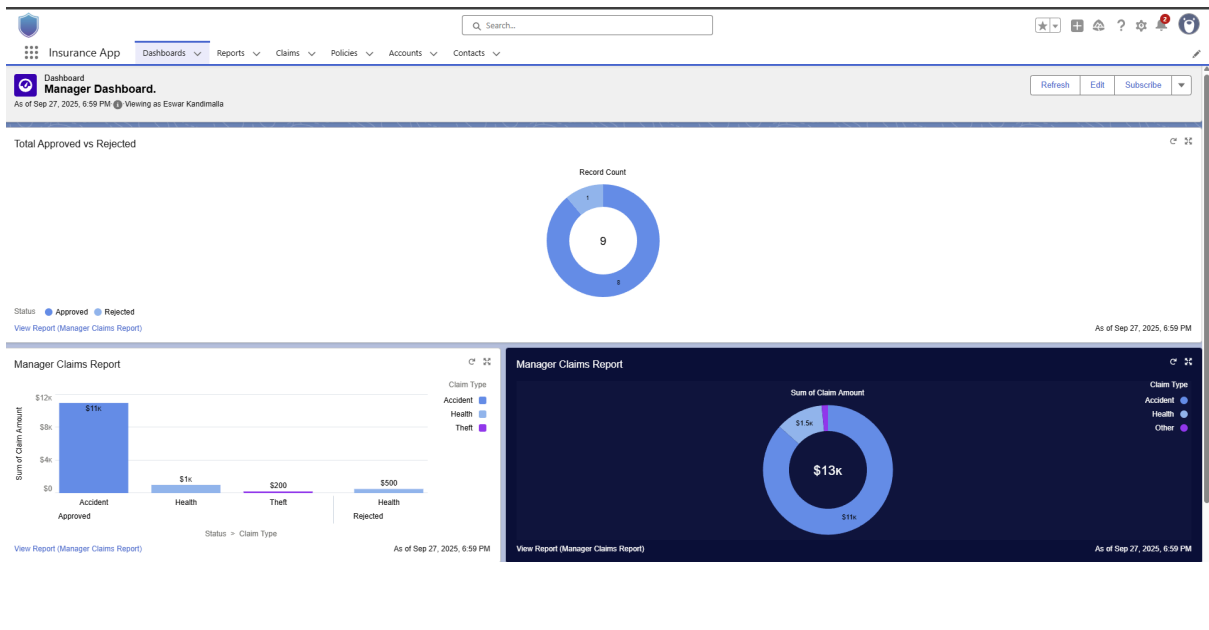 Search...
2
Insurance App
Dashboards
Reports
Claims
Policies
Accounts
Contacts
Dashboard
Manager Dashboard.
As of Sep 27, 2025, 6:59 PM Viewing as Eswar Kandimalla
Refresh
Edit
Subscribe
Total Approved vs Rejected
Record Count
1
9
8
Status Approved Rejected
View Report (Manager Claims Report)
As of Sep 27, 2025, 6:59 PM
Manager Claims Report
Claim Type
Accident
Health
Theft
Sum of Claim Amount
$12K
$8K
$4K
$0
$11K
$1K
$200
$500
Accident
Health
Theft
Health
Approved
Rejected
Status > Claim Type
View Report (Manager Claims Report)
As of Sep 27, 2025, 6:59 PM
Manager Claims Report
Sum of Claim Amount
Claim Type
Accident
Health
Other
$1.5K
$13K
$11K
View Report (Manager Claims Report)
As of Sep 27, 2025, 6:59 PM